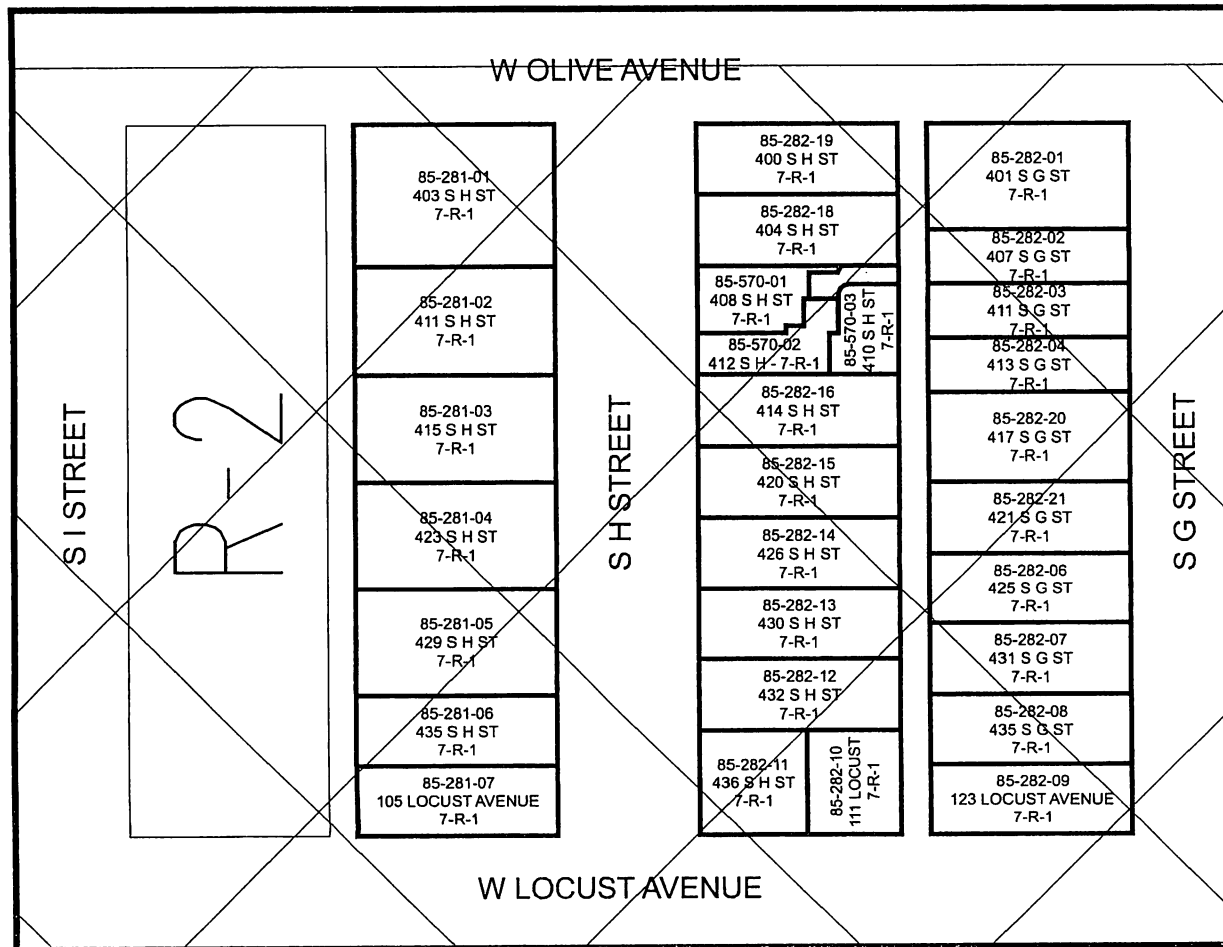 W OLIVE AVENUE
S I STREET
R-2
85-281-01
403 S H ST
7-R-1
85-281-02
411 S H ST
7-R-1
85-281-03
415 S H ST
7-R-1
85-281-04
423 S H ST
7-R-1
85-281-05
429 S H ST
7-R-1
85-281-06
435 S H ST
7-R-1
85-281-07
105 LOCUST AVENUE
7-R-1
S H STREET
85-282-19
400 S H ST
7-R-1
85-282-18
404 S H ST
7-R-1
85-570-01
408 S H ST
7-R-1
85-570-02
412 S H - 7-R-1
85-570-03
410 S H ST
7-R-1
85-282-16
414 S H ST
7-R-1
85-282-15
420 S H ST
7-R-1
85-282-14
426 S H ST
7-R-1
85-282-13
430 S H ST
7-R-1
85-282-12
432 S H ST
7-R-1
85-282-11
436 S H ST
7-R-1
85-282-10
111 LOCUST
7-R-1
85-282-01
401 S G ST
7-R-1
85-282-02
407 S G ST
7-R-1
85-282-03
411 S G ST
7-R-1
85-282-04
413 S G ST
7-R-1
85-282-20
417 S G ST
7-R-1
85-282-21
421 S G ST
7-R-1
85-282-06
425 S G ST
7-R-1
85-282-07
431 S G ST
7-R-1
85-282-08
435 S G ST
7-R-1
85-282-09
123 LOCUST AVENUE
7-R-1
S G STREET
W LOCUST AVENUE